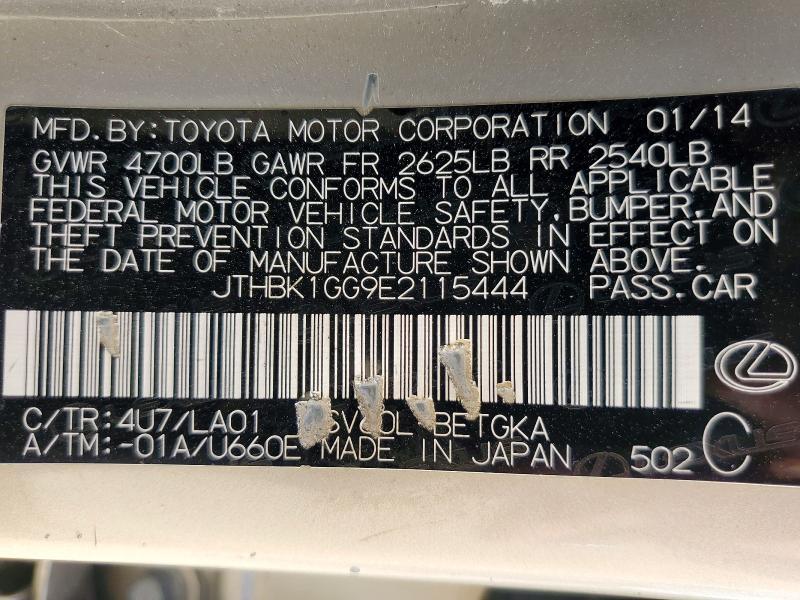 MFD. BY: TOYOTA MOTOR CORPORATION 01/14
GVWR 4700LB GAWR FR 2625LB RR 2540LB
THIS VEHICLE CONFORMS TO ALL APPLICABLE
FEDERAL MOTOR VEHICLE SAFETY, BUMPER, AND
THEFT PREVENTION STANDARDS IN EFFECT ON
THE DATE OF MANUFACTURE SHOWN ABOVE.
JTHBK1GG9E2115444 PASS. CAR
C/TR: 4U7/LA01 BETGKA
A/TM: -01A/U660E MADE IN JAPAN 502 C